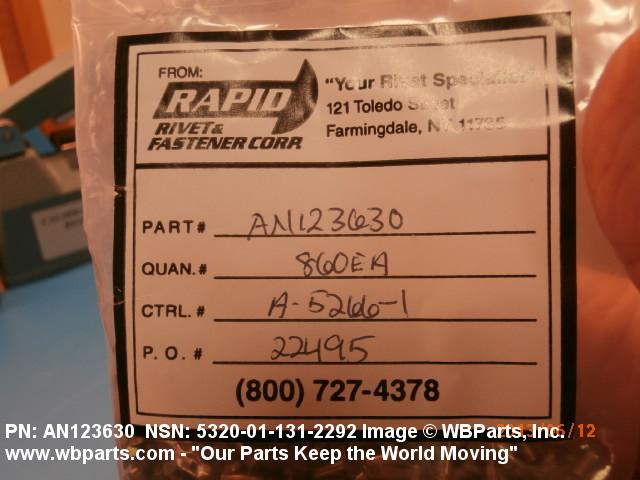 FROM:
RAPID
RIVET &
FASTENER CORP.
"Your Rivet Specialist"
121 Toledo Street
Farmingdale, NY 11735
PART # AN123630
QUAN. # 860EA
CTRL. # A-5266-1
P. O. # 22495
(800) 727-4378
PN: AN123630 NSN: 5320-01-131-2292 Image © WBParts, Inc.
www.wbparts.com - "Our Parts Keep the World Moving"